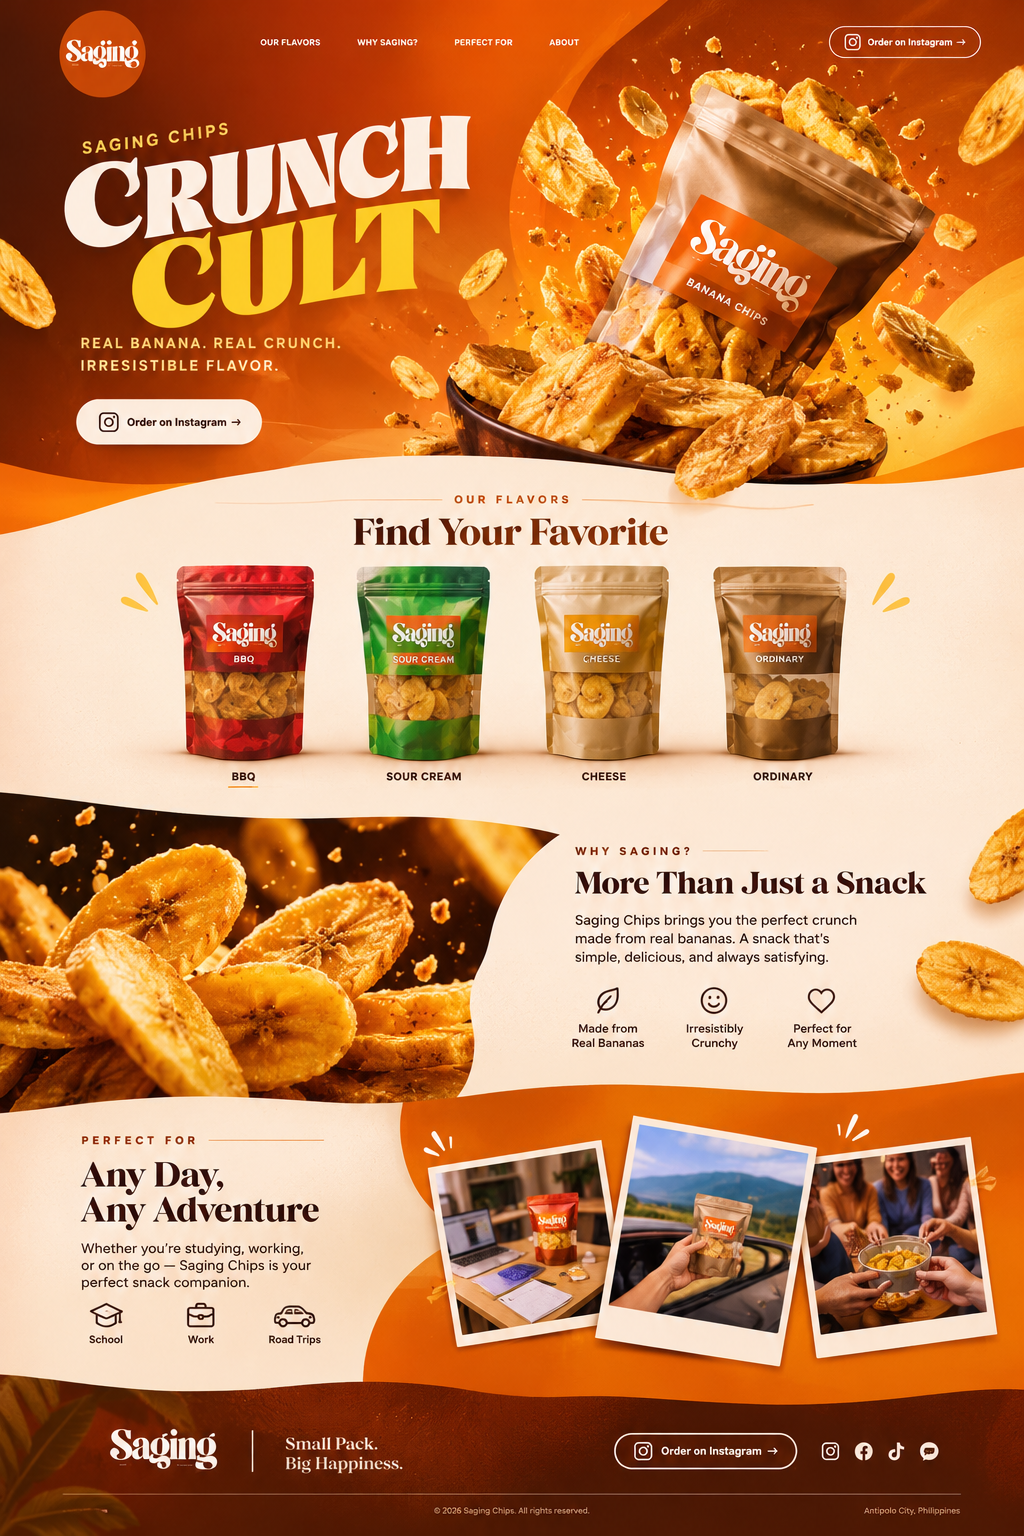 Saging
OUR FLAVORS
WHY SAGING?
PERFECT FOR
ABOUT
Order on Instagram →
SAGING CHIPS
CRUNCH
CULT
REAL BANANA. REAL CRUNCH.
IRRESISTIBLE FLAVOR.
Order on Instagram →
Saging
BANANA CHIPS
OUR FLAVORS
Find Your Favorite
Saging
BBQ
Saging
SOUR CREAM
Saging
CHEESE
Saging
ORDINARY
BBQ
SOUR CREAM
CHEESE
ORDINARY
WHY SAGING?
More Than Just a Snack
Saging Chips brings you the perfect crunch
made from real bananas. A snack that's
simple, delicious, and always satisfying.
Made from
Real Bananas
Irresistibly
Crunchy
Perfect for
Any Moment
PERFECT FOR
Any Day,
Any Adventure
Whether you're studying, working,
or on the go — Saging Chips is your
perfect snack companion.
School
Work
Road Trips
Saging
Saging
Saging
Small Pack.
Big Happiness.
Order on Instagram →
© 2026 Saging Chips. All rights reserved.
Antipolo City, Philippines